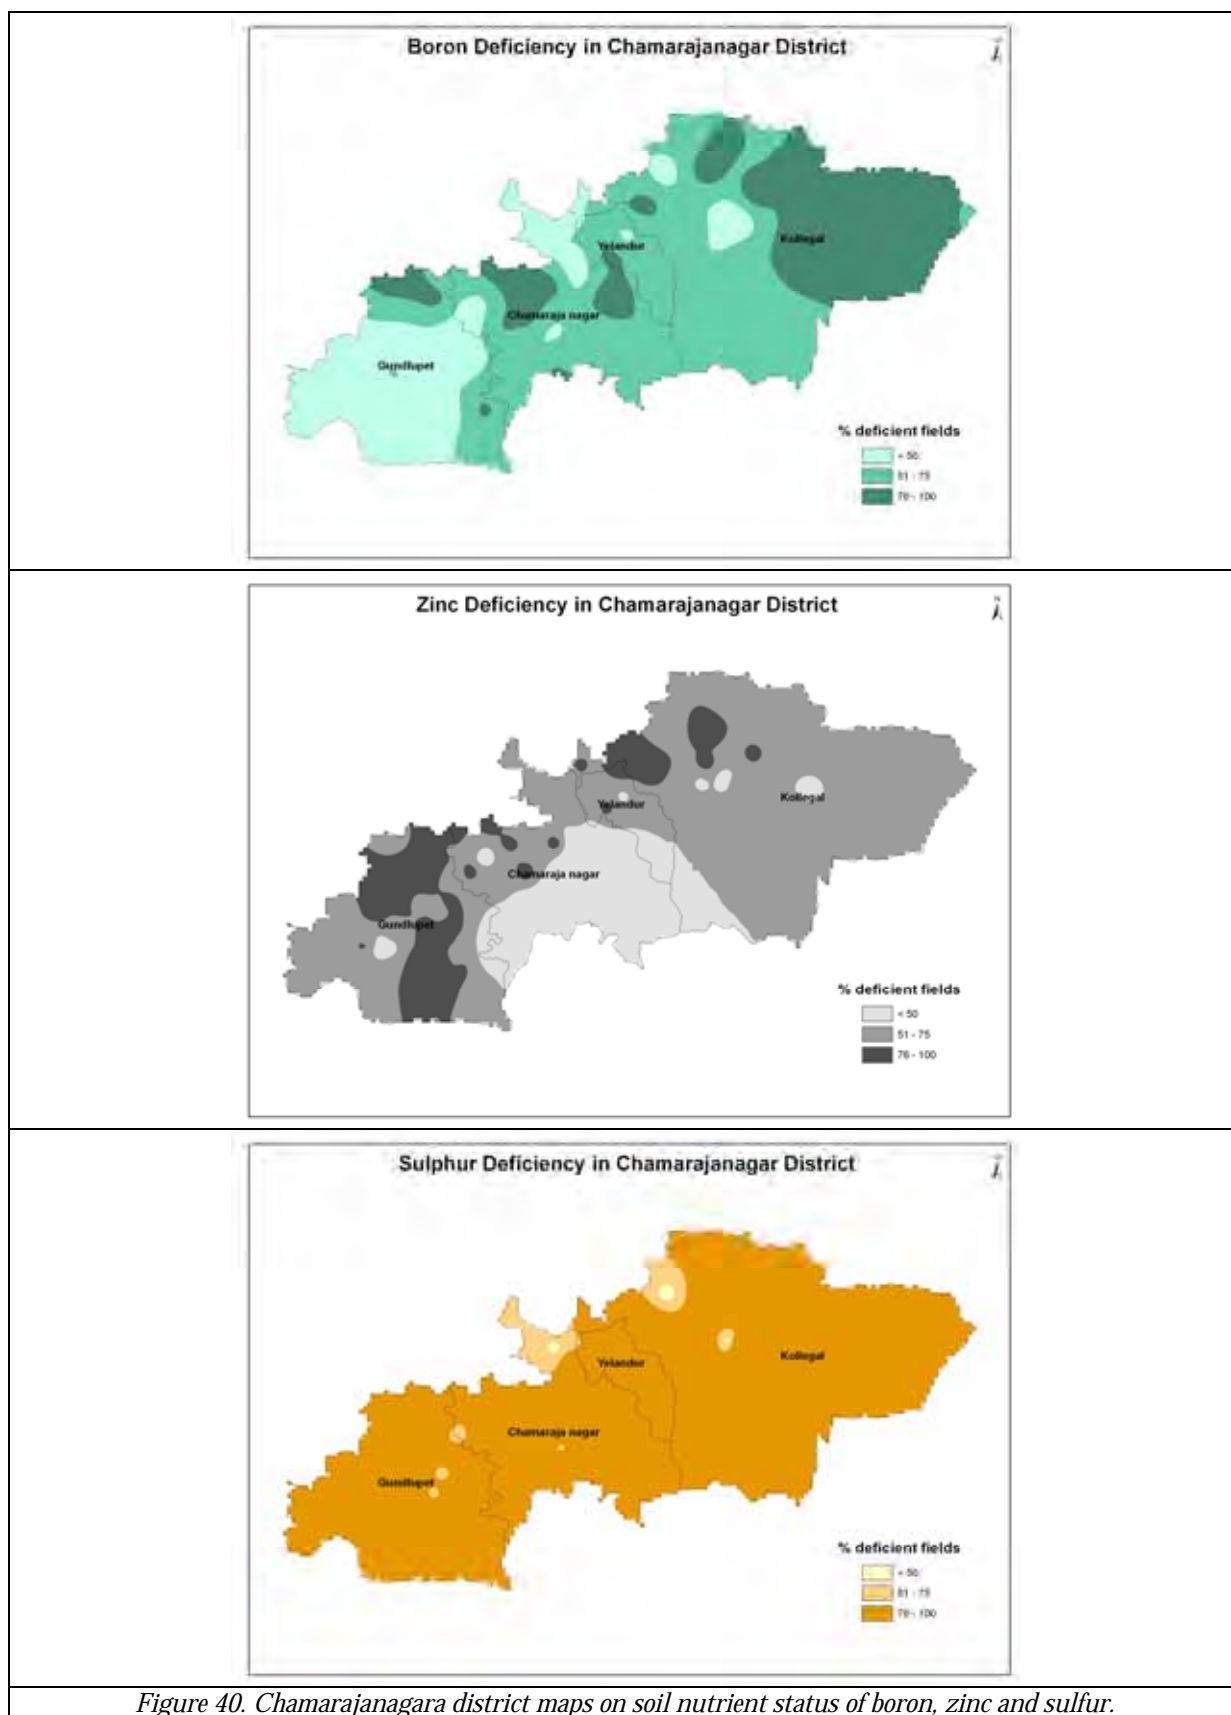 Boron Deficiency in Chamarajanagar District
Yelandur
Kollegal
Chamaraja nagar
Gundlupet
% deficient fields
< 50
51 - 75
76 - 100
Zinc Deficiency in Chamarajanagar District
N
Yelandur
Kollegal
Chamaraja nagar
Gundlupet
% deficient fields
< 50
51 - 75
76 - 100
Sulphur Deficiency in Chamarajanagar District
Yelandur
Kollegal
Chamaraja nagar
Gundlupet
% deficient fields
< 50
51 - 75
76 - 100
Figure 40. Chamarajanagara district maps on soil nutrient status of boron, zinc and sulfur.